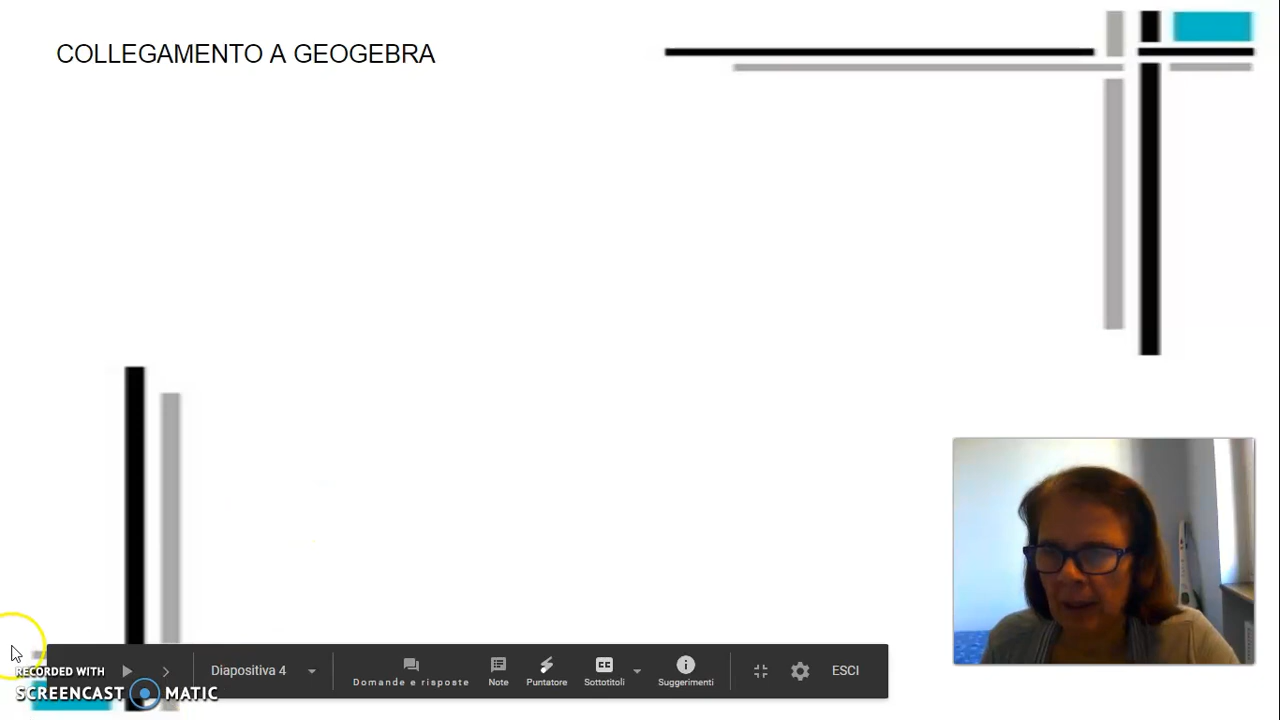 COLLEGAMENTO A GEOGEBRA
Diapositiva 4
Domande e risposte
Note
Puntatore
Sottotitoli
Suggerimenti
ESCI
RECORDED WITH
SCREENCAST MATIC